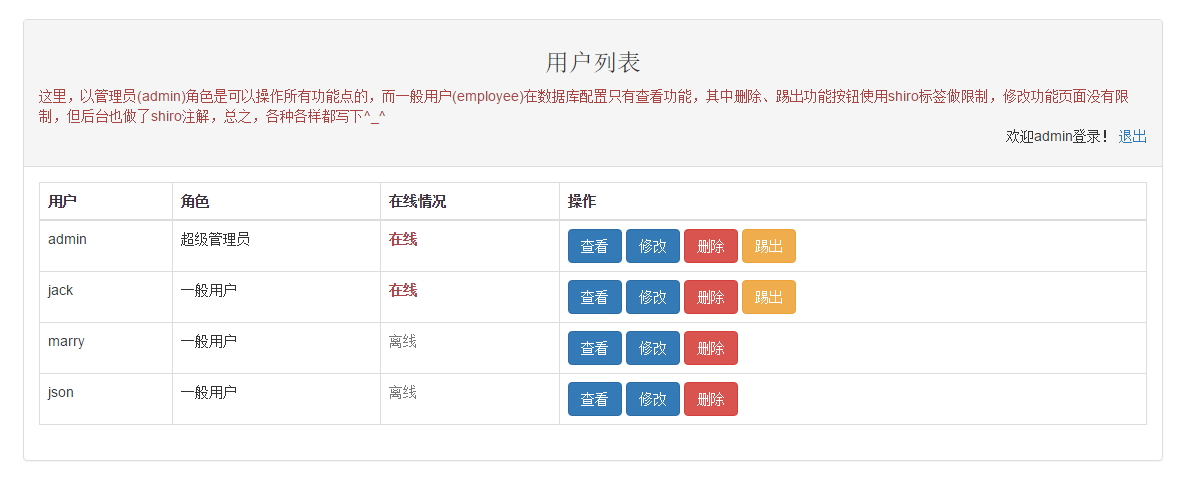 用户列表
这里，以管理员(admin)角色是可以操作所有功能点的，而一般用户(employee)在数据库配置只有查看功能，其中删除、踢出功能按钮使用shiro标签做限制，修改功能页面没有限
制，但后台也做了shiro注解，总之，各种各样都写下^_^
欢迎admin登录！ 退出
用户 角色 在线情况 操作
admin 超级管理员 在线 查看 修改 删除 踢出
jack 一般用户 在线 查看 修改 删除 踢出
marry 一般用户 离线 查看 修改 删除
json 一般用户 离线 查看 修改 删除